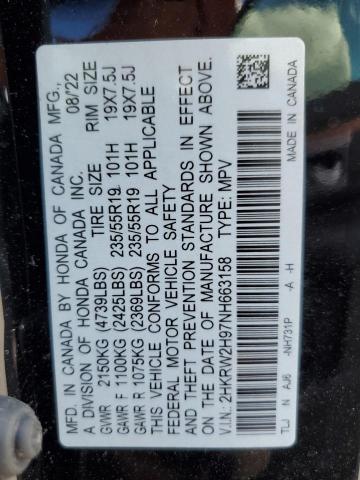 MFD. IN CANADA BY HONDA OF CANADA MFG.,
A DIVISION OF HONDA CANADA INC. 08/22
GVWR 2150KG (4739LBS) TIRE SIZE RIM SIZE
GAWR F 1100KG (2425LBS) 235/55R19 101H 19X7.5J
GAWR R 1075KG (2369LBS) 235/55R19 101H 19X7.5J
THIS VEHICLE CONFORMS TO ALL APPLICABLE
FEDERAL MOTOR VEHICLE SAFETY
AND THEFT PREVENTION STANDARDS IN EFFECT
ON THE DATE OF MANUFACTURE SHOWN ABOVE.
V.I.N.: 2HKRW2H97NH663158 TYPE: MPV
TLJ N AJ6 -NH731P -A -H MADE IN CANADA